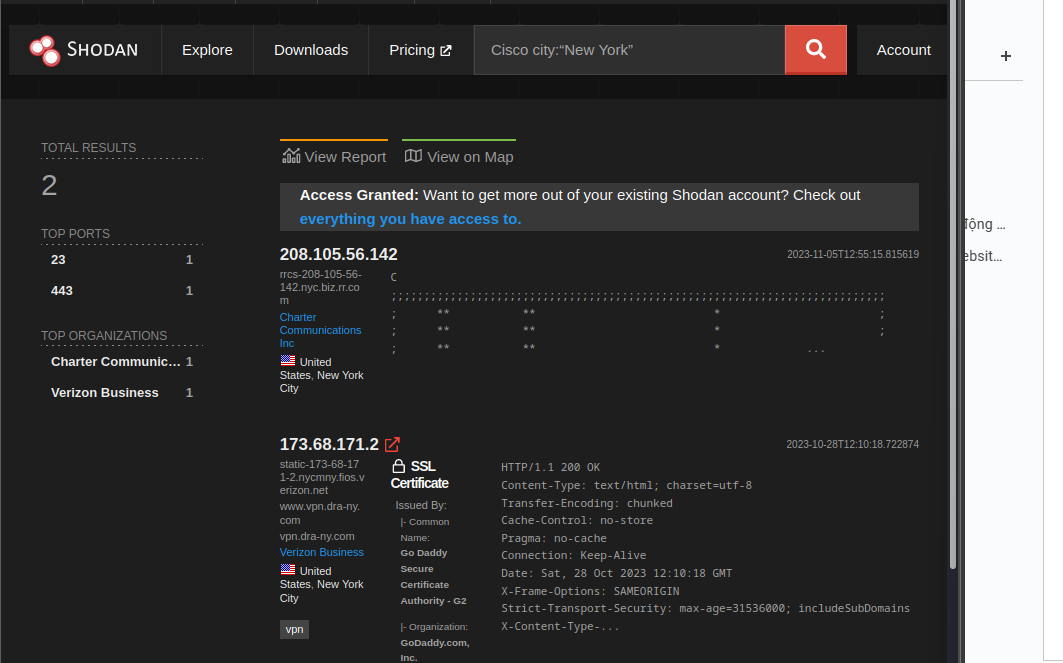 SHODAN
Explore
Downloads
Pricing
Cisco city:“New York”
Account
TOTAL RESULTS
2
TOP PORTS
23 1
443 1
TOP ORGANIZATIONS
Charter Communic... 1
Verizon Business 1
View Report
View on Map
Access Granted: Want to get more out of your existing Shodan account? Check out
everything you have access to.
208.105.56.142
2023-11-05T12:55:15.815619
rrcs-208-105-56-
142.nyc.biz.rr.co
m
Charter
Communications
Inc
United
States, New York
City
C
;;;;;;;;;;;;;;;;;;;;;;;;;;;;;;;;;;;;;;;;;;;;;;;;;;;;;;;;;;;;;;;;;;;;;;;;;;;
; ** ** * ;
; ** ** * ;
; ** ** * ...
173.68.171.2
2023-10-28T12:10:18.722874
static-173-68-17
1-2.nycmny.fios.v
erizon.net
www.vpn.dra-ny.
com
vpn.dra-ny.com
Verizon Business
United
States, New York
City
vpn
SSL
Certificate
Issued By:
|- Common
Name:
Go Daddy
Secure
Certificate
Authority - G2
|- Organization:
GoDaddy.com,
Inc.
HTTP/1.1 200 OK
Content-Type: text/html; charset=utf-8
Transfer-Encoding: chunked
Cache-Control: no-store
Pragma: no-cache
Connection: Keep-Alive
Date: Sat, 28 Oct 2023 12:10:18 GMT
X-Frame-Options: SAMEORIGIN
Strict-Transport-Security: max-age=31536000; includeSubDomains
X-Content-Type-...
+
động ...
ebsit...